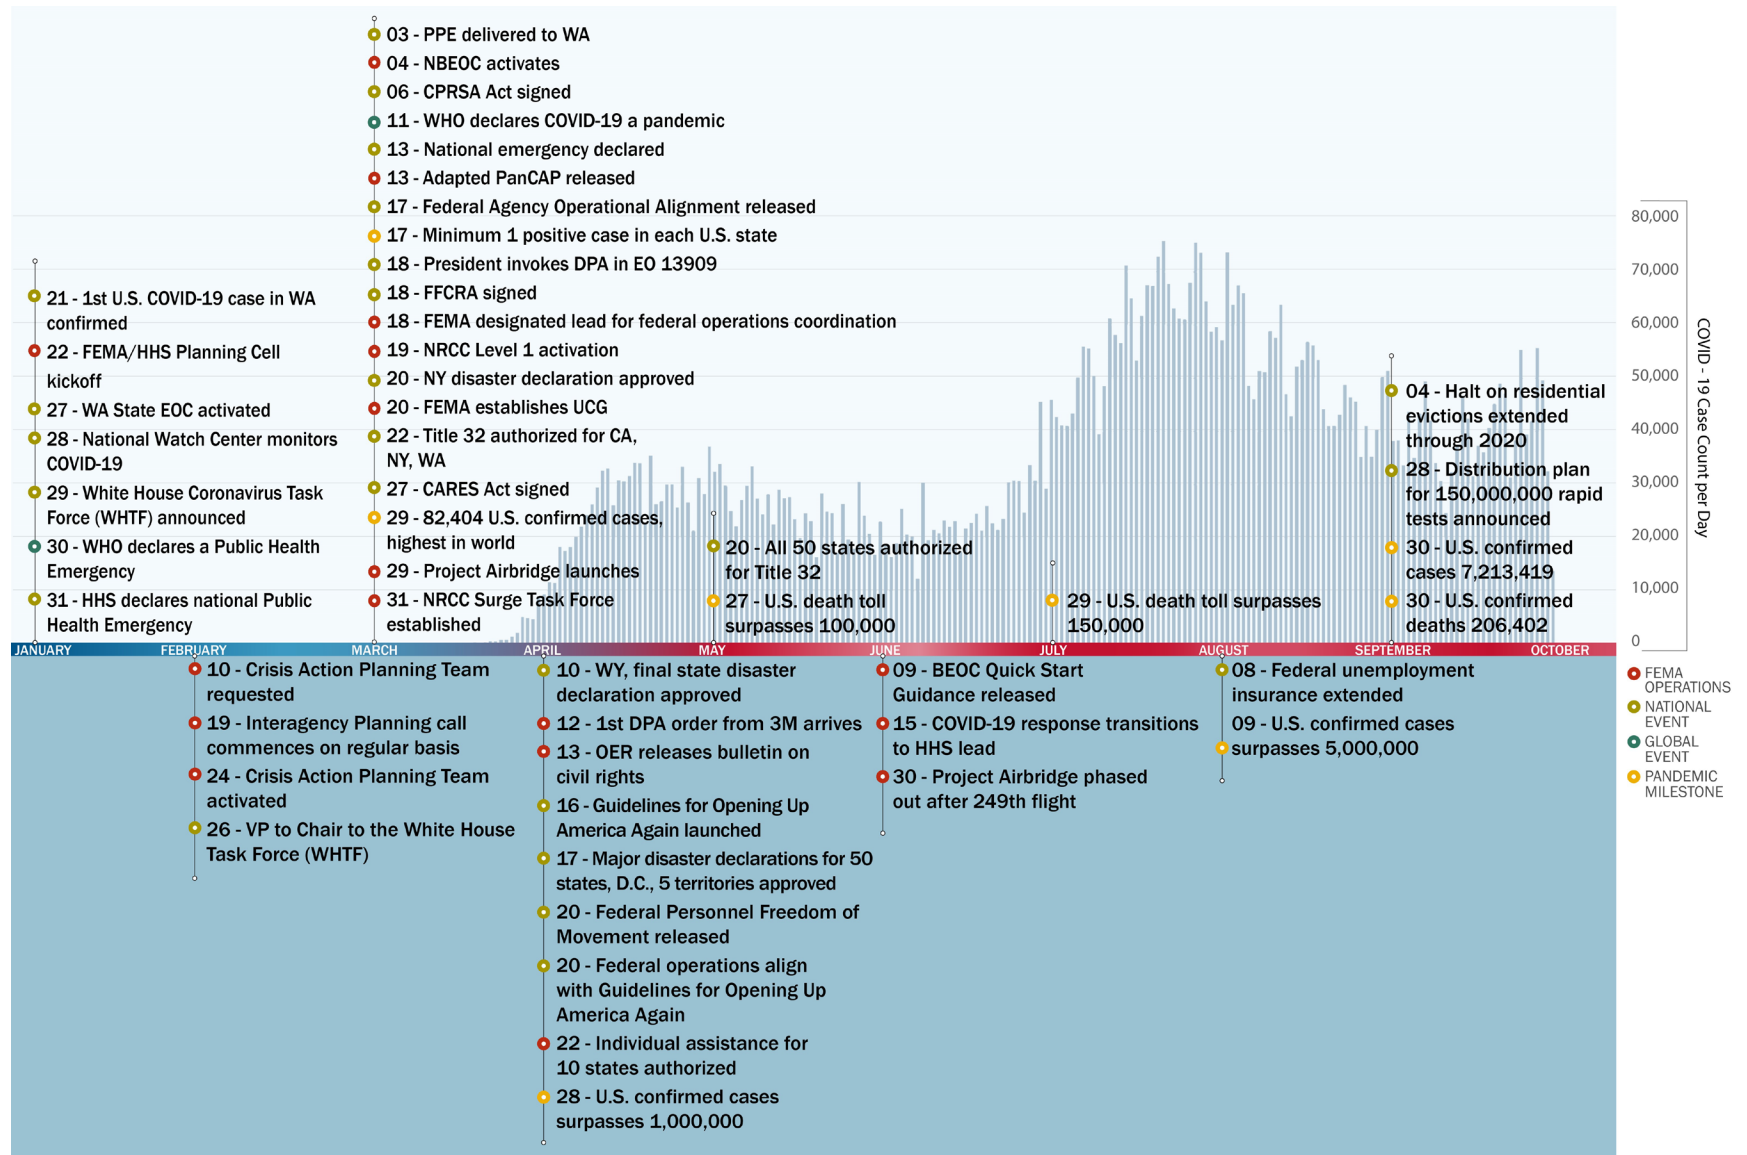 03 - PPE delivered to WA
04 - NBEOC activates
06 - CPRSA Act signed
11 - WHO declares COVID-19 a pandemic
13 - National emergency declared
13 - Adapted PanCAP released
17 - Federal Agency Operational Alignment released
17 - Minimum 1 positive case in each U.S. state
18 - President invokes DPA in EO 13909
18 - FFCRA signed
18 - FEMA designated lead for federal operations coordination
19 - NRCC Level 1 activation
20 - NY disaster declaration approved
20 - FEMA establishes UCG
22 - Title 32 authorized for CA,
NY, WA
27 - CARES Act signed
29 - 82,404 U.S. confirmed cases,
highest in world
29 - Project Airbridge launches
31 - NRCC Surge Task Force
established
21 - 1st U.S. COVID-19 case in WA
confirmed
22 - FEMA/HHS Planning Cell
kickoff
27 - WA State EOC activated
28 - National Watch Center monitors
COVID-19
29 - White House Coronavirus Task
Force (WHTF) announced
30 - WHO declares a Public Health
Emergency
31 - HHS declares national Public
Health Emergency
20 - All 50 states authorized
for Title 32
27 - U.S. death toll
surpasses 100,000
29 - U.S. death toll surpasses
150,000
04 - Halt on residential
evictions extended
through 2020
28 - Distribution plan
for 150,000,000 rapid
tests announced
30 - U.S. confirmed
cases 7,213,419
30 - U.S. confirmed
deaths 206,402
80,000
70,000
60,000
50,000
40,000
30,000
20,000
10,000
0
COVID - 19 Case Count per Day
JANUARY
FEBRUARY
MARCH
APRIL
MAY
JUNE
JULY
AUGUST
SEPTEMBER
OCTOBER
10 - Crisis Action Planning Team
requested
19 - Interagency Planning call
commences on regular basis
24 - Crisis Action Planning Team
activated
26 - VP to Chair to the White House
Task Force (WHTF)
10 - WY, final state disaster
declaration approved
12 - 1st DPA order from 3M arrives
13 - OER releases bulletin on
civil rights
16 - Guidelines for Opening Up
America Again launched
17 - Major disaster declarations for 50
states, D.C., 5 territories approved
20 - Federal Personnel Freedom of
Movement released
20 - Federal operations align
with Guidelines for Opening Up
America Again
22 - Individual assistance for
10 states authorized
28 - U.S. confirmed cases
surpasses 1,000,000
09 - BEOC Quick Start
Guidance released
15 - COVID-19 response transitions
to HHS lead
30 - Project Airbridge phased
out after 249th flight
08 - Federal unemployment
insurance extended
09 - U.S. confirmed cases
surpasses 5,000,000
FEMA
OPERATIONS
NATIONAL
EVENT
GLOBAL
EVENT
PANDEMIC
MILESTONE